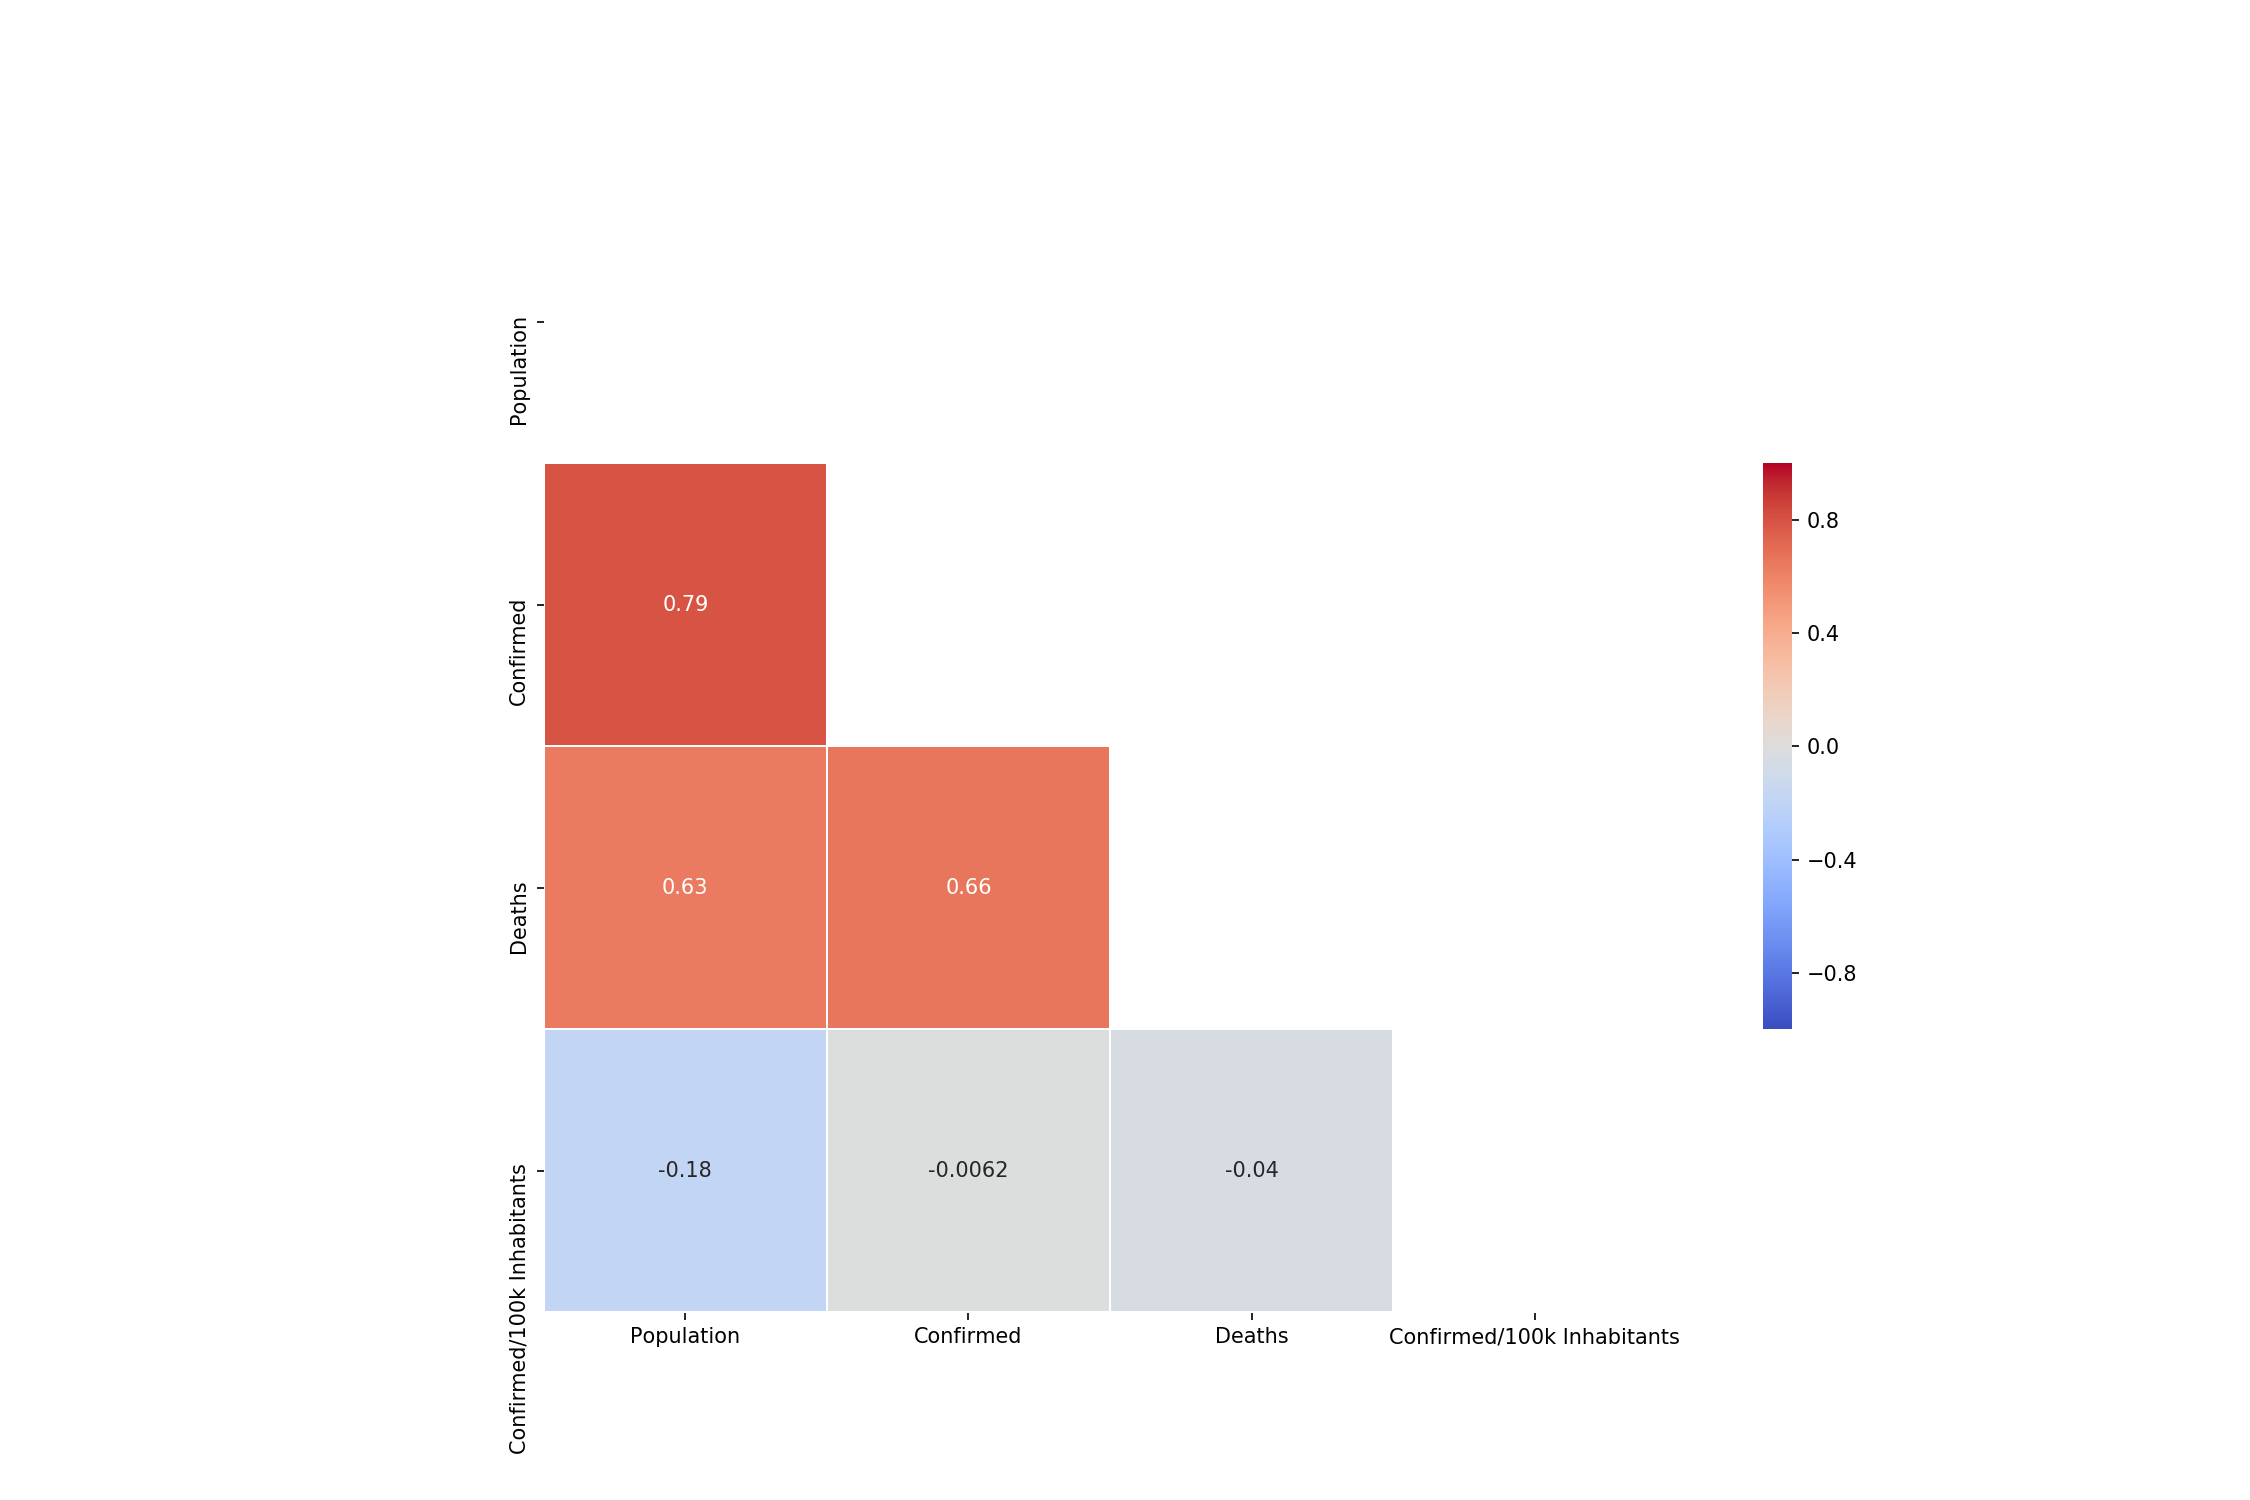 Population
Confirmed
0.79
Deaths
0.63
0.66
Confirmed/100k Inhabitants
-0.18
-0.0062
-0.04
Population
Confirmed
Deaths
Confirmed/100k Inhabitants
0.8
0.4
0.0
−0.4
−0.8